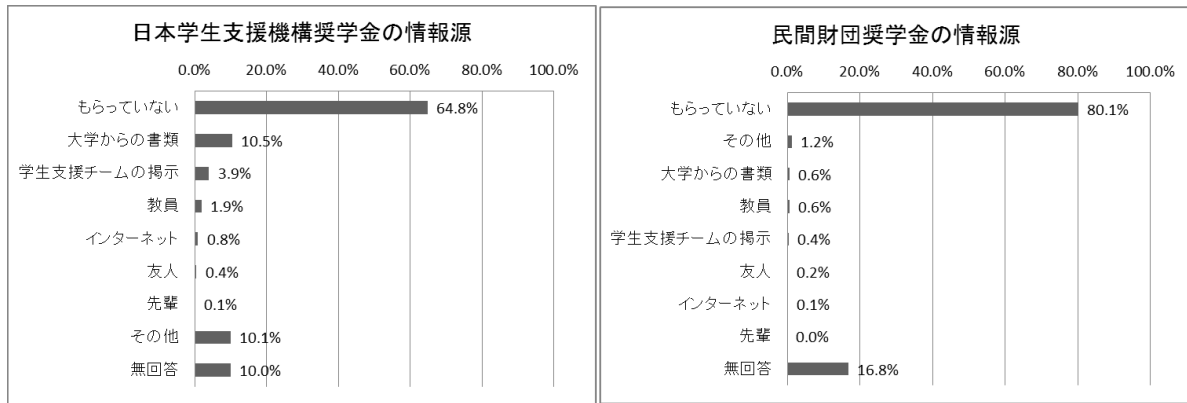 日本学生支援機構奨学金の情報源
0.0% 20.0% 40.0% 60.0% 80.0% 100.0%
もらっていない 64.8%
大学からの書類 10.5%
学生支援チームの掲示 3.9%
教員 1.9%
インターネット 0.8%
友人 0.4%
先輩 0.1%
その他 10.1%
無回答 10.0%
民間財団奨学金の情報源
0.0% 20.0% 40.0% 60.0% 80.0% 100.0%
もらっていない 80.1%
その他 1.2%
大学からの書類 0.6%
教員 0.6%
学生支援チームの掲示 0.4%
友人 0.2%
インターネット 0.1%
先輩 0.0%
無回答 16.8%